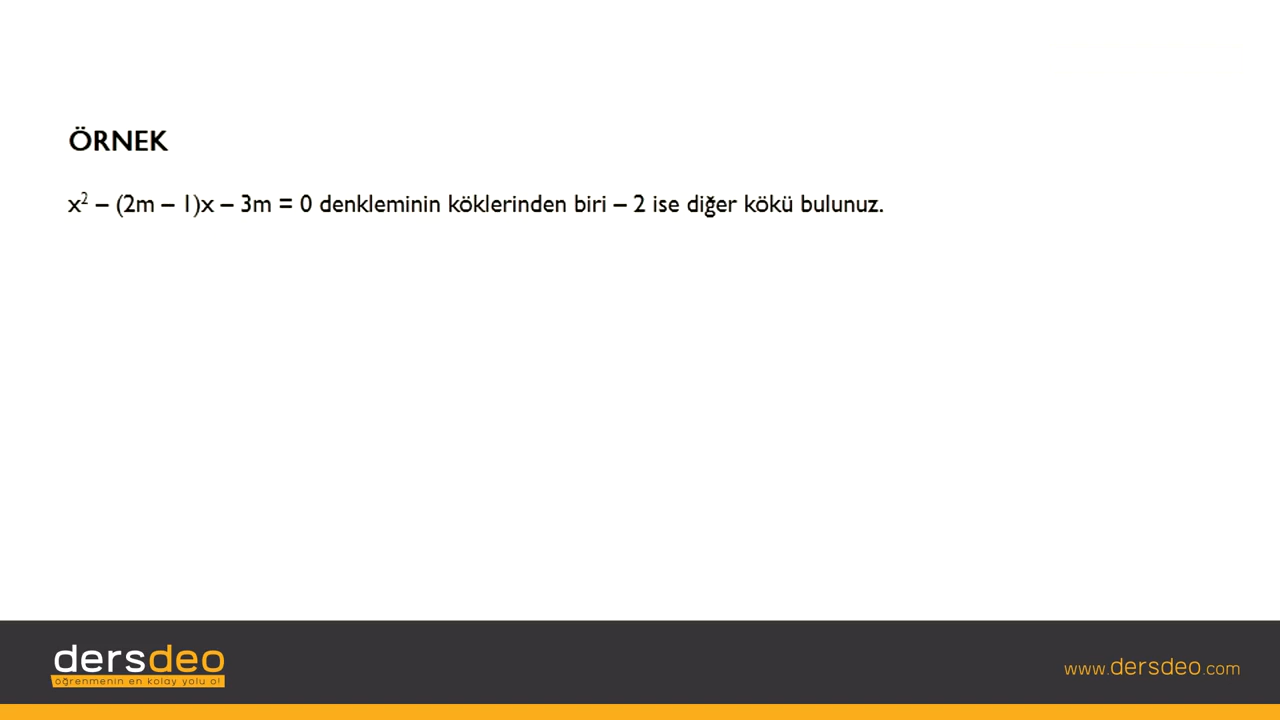 ÖRNEK
x² – (2m – 1)x – 3m = 0 denkleminin köklerinden biri – 2 ise diğer kökü bulunuz.
dersdeo
öğrenmenin en kolay yolu o!
www.dersdeo.com